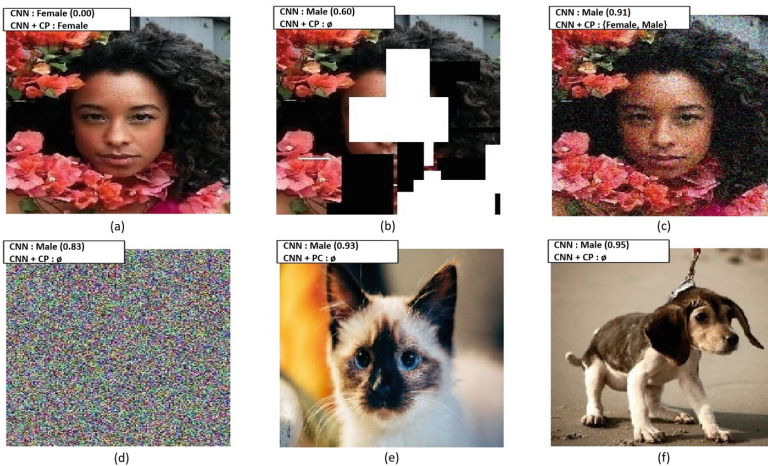 CNN : Female (0.00)
CNN + CP: Female
CNN : Male (0.60)
CNN + CP : ø
CNN : Male (0.91)
CNN + CP : {Female, Male}
(a)
(b)
(c)
CNN : Male (0.83)
CNN + CP : ø
CNN : Male (0.93)
CNN + PC : ø
CNN : Male (0.95)
CNN + CP : ø
(d)
(e)
(f)